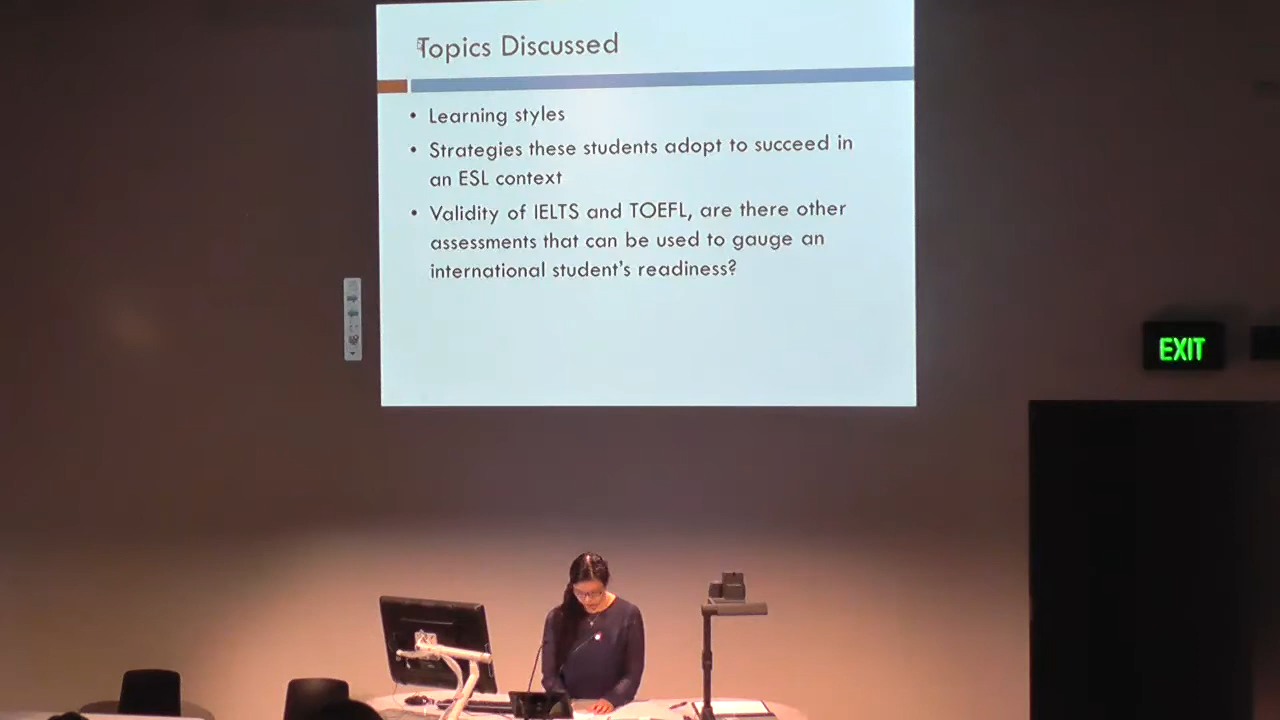 Topics Discussed
• Learning styles
• Strategies these students adopt to succeed in
an ESL context
• Validity of IELTS and TOEFL, are there other
assessments that can be used to gauge an
international student's readiness?
EXIT